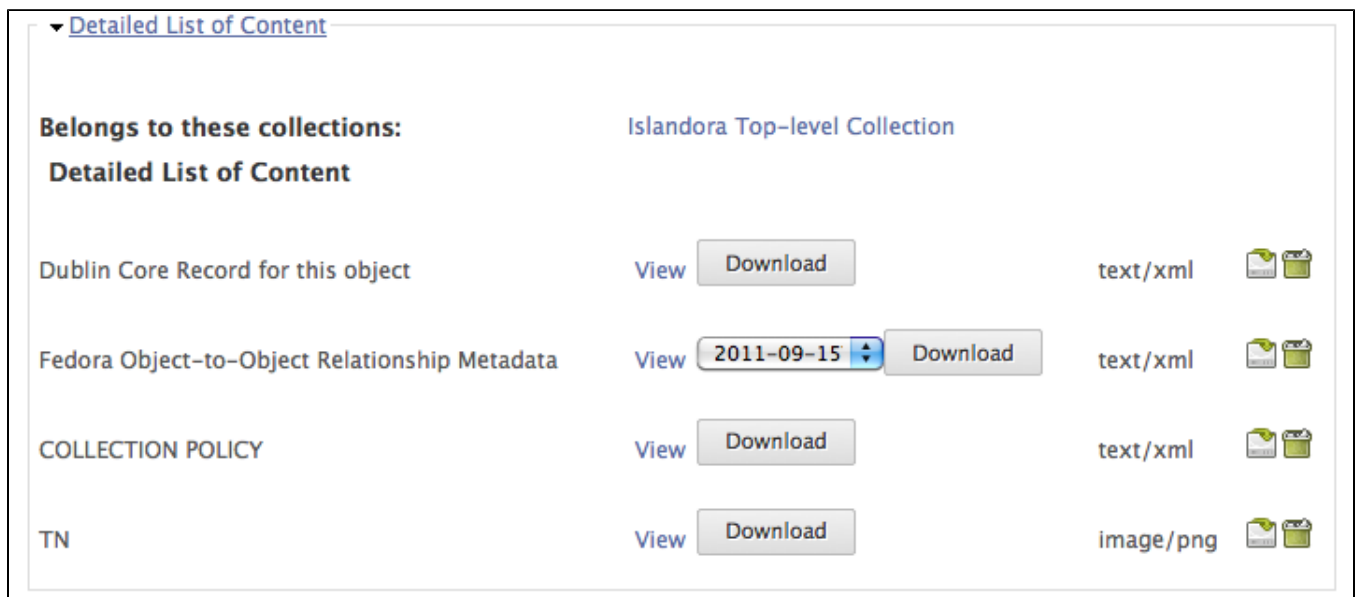 Detailed List of Content
Belongs to these collections: Islandora Top-level Collection
Detailed List of Content
Dublin Core Record for this object View Download text/xml
Fedora Object-to-Object Relationship Metadata View 2011-09-15 Download text/xml
COLLECTION POLICY View Download text/xml
TN View Download image/png